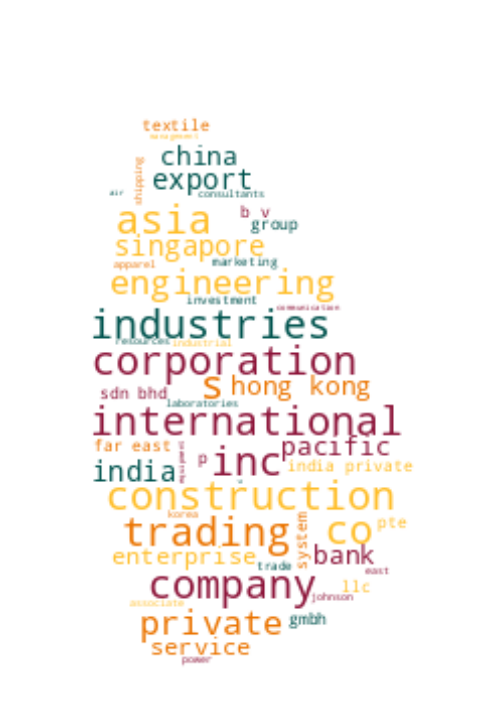 textile
management
china
shipping
export
air
consultants
asia
b v
group
singapore
apparel
marketing
engineering
investment
communication
industries
resources
industrial
corporation
s
hong kong
sdn bhd
laboratories
international
far east
pacific
p
inc
india
india private
construction
korea
trading
system
co
pte
enterprise
trade
bank
east
company
llc
johnson
associate
private
gmbh
service
power